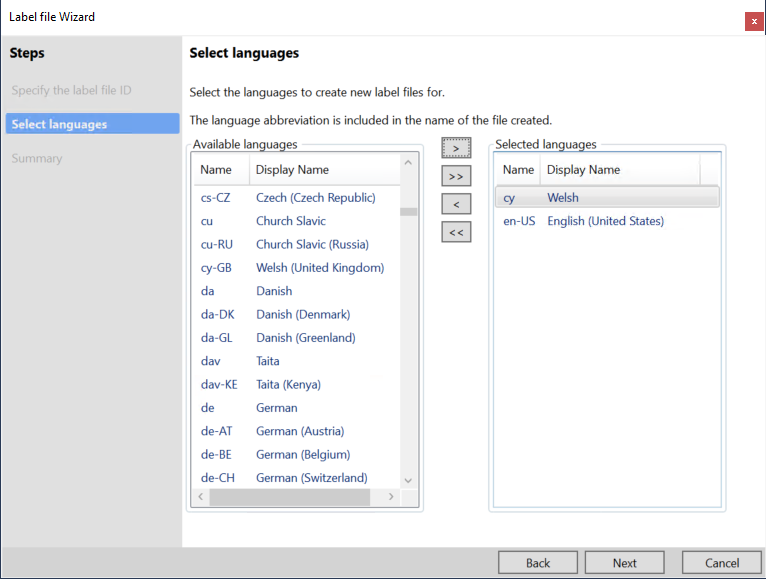 Label file Wizard
x
Steps
Specify the label file ID
Select languages
Summary
Select languages
Select the languages to create new label files for.
The language abbreviation is included in the name of the file created.
Available languages
Name Display Name
cs-CZ Czech (Czech Republic)
cu Church Slavic
cu-RU Church Slavic (Russia)
cy-GB Welsh (United Kingdom)
da Danish
da-DK Danish (Denmark)
da-GL Danish (Greenland)
dav Taita
dav-KE Taita (Kenya)
de German
de-AT German (Austria)
de-BE German (Belgium)
de-CH German (Switzerland)
>
>>
<
<<
Selected languages
Name Display Name
cy Welsh
en-US English (United States)
Back Next Cancel